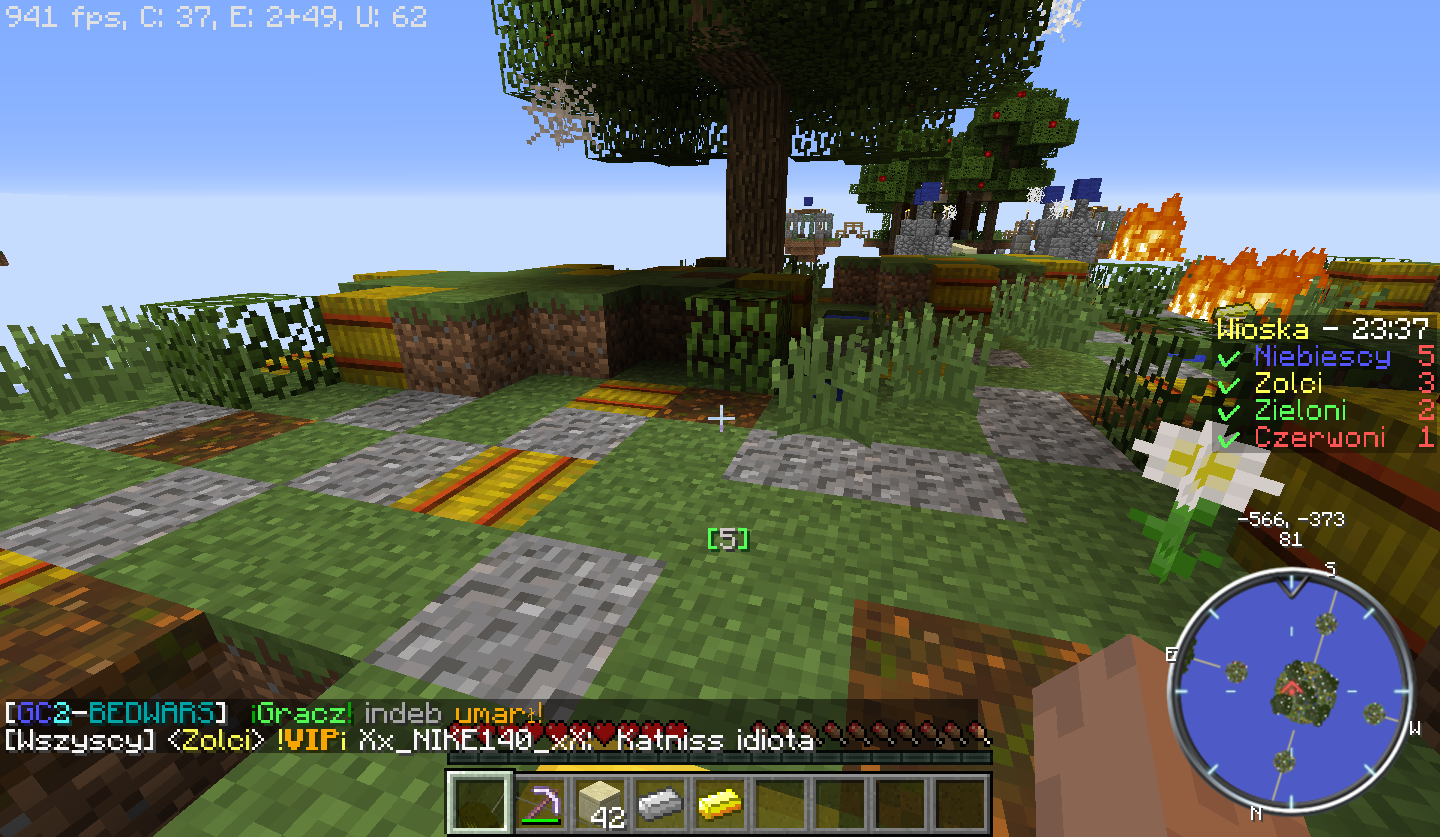 941 fps, C: 37, E: 2+49, U: 62
Wioska - 23:37
✓ Niebiescy 5
✓ Zolci 3
✓ Zieloni 2
✓ Czerwoni 1
-566, -373
81
[5]
S
E
W
N
[GC2-BEDWARS] ¡Gracz! indeb umarł!
[Wszyscy] <Zolci> !VIP¡ Xx_NIKE140_xX: Katniss idiota
42